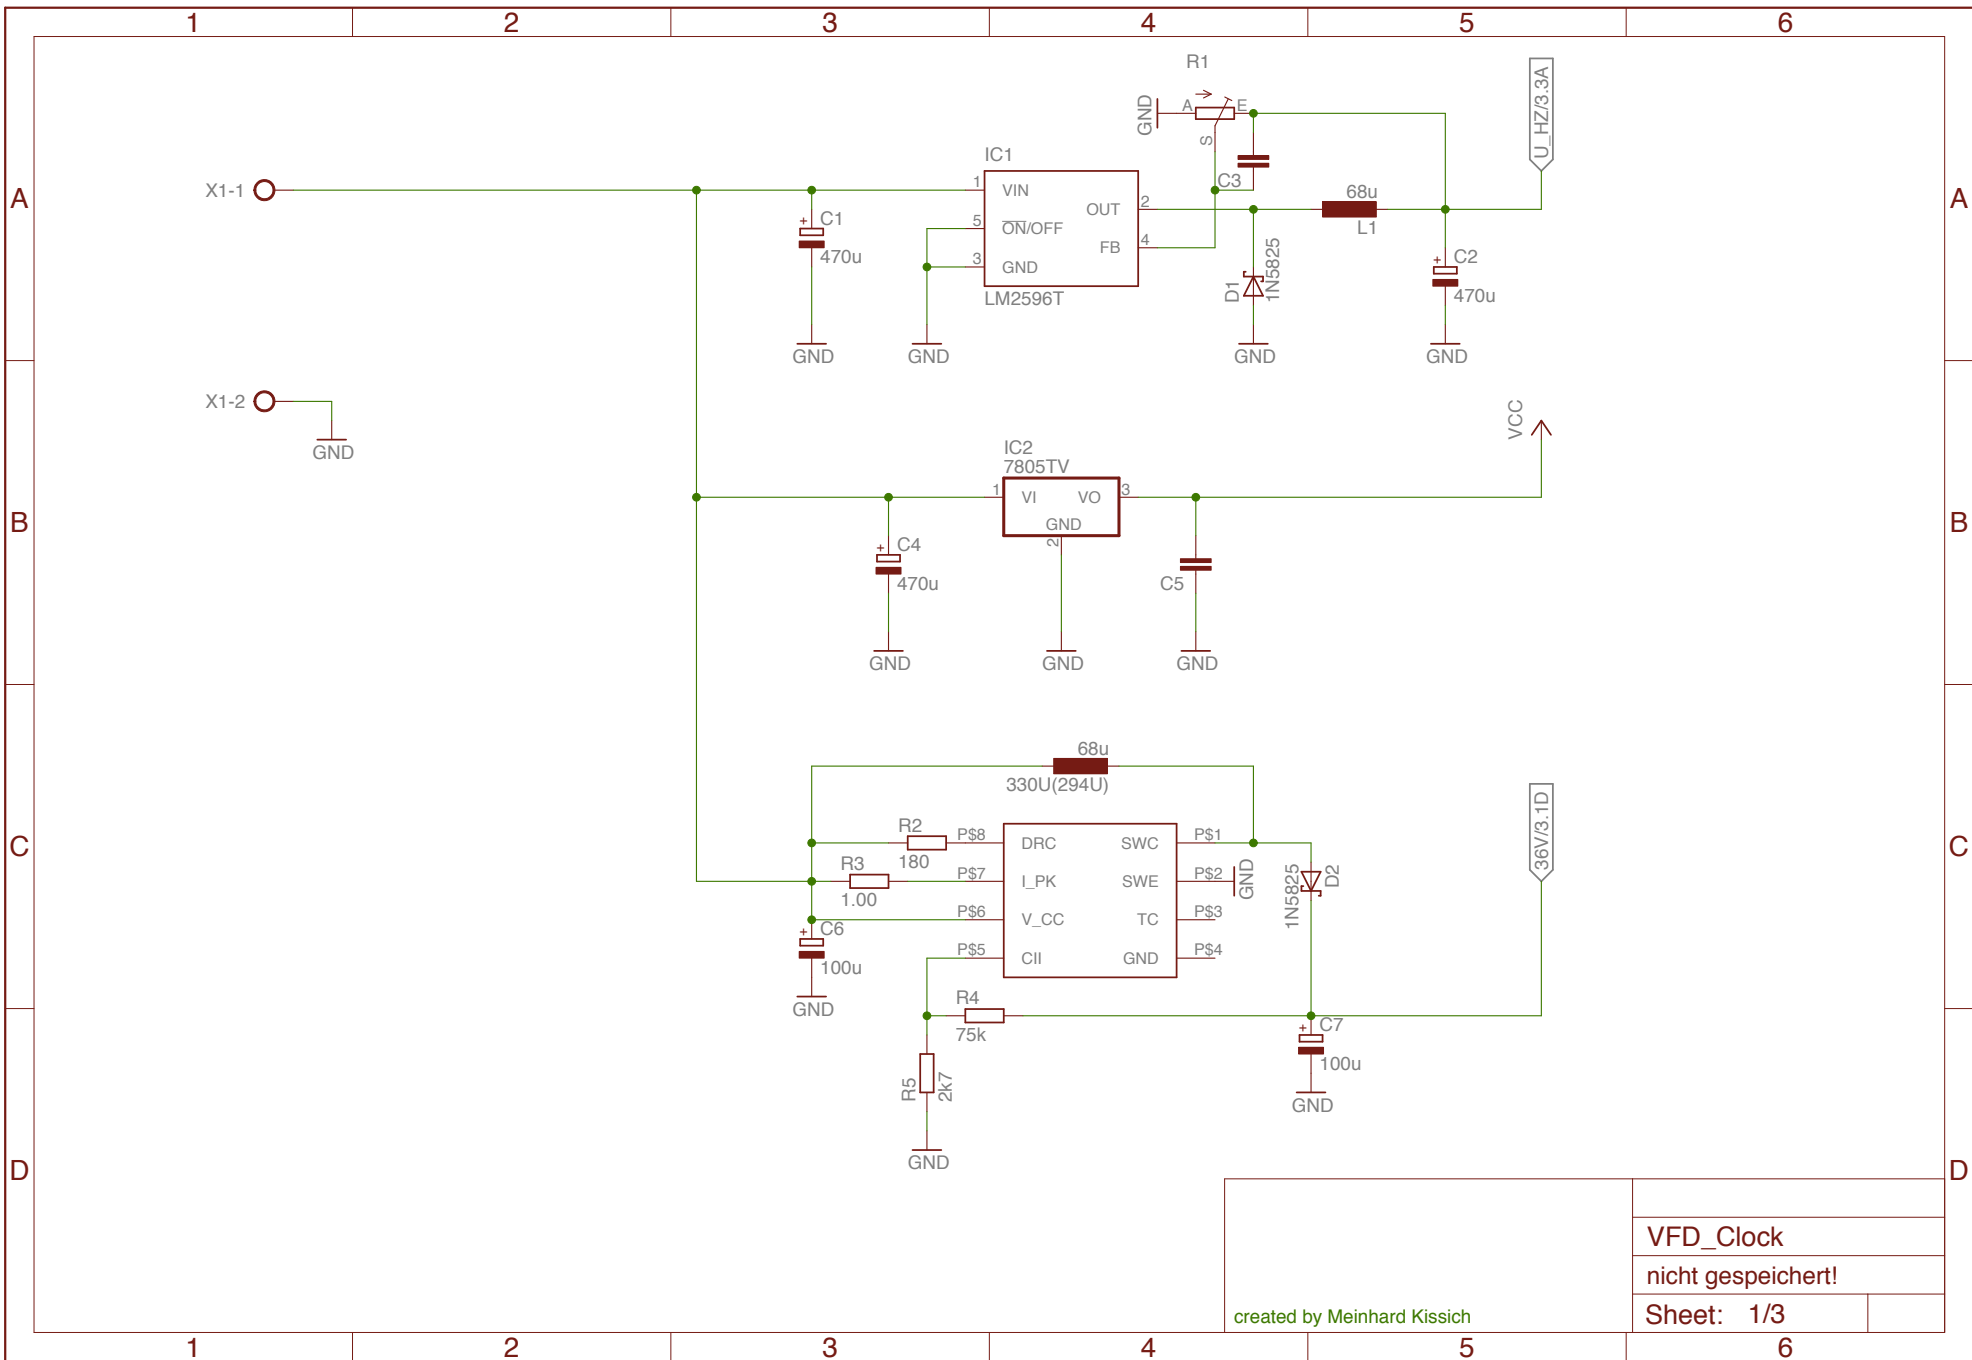 1 2 3 4 5 6
A
A
B
B
C
C
D
D
R1
GND
A
E
S
U_HZ/3.3A
IC1
X1-1
1
VIN
C3
68u
L1
+
C1
470u
OUT
2
5
ON/OFF
FB
4
3
GND
LM2596T
D1
1N5825
+
C2
470u
GND
GND
GND
GND
X1-2
GND
VCC
IC2
7805TV
1
VI
VO
3
GND
2
+
C4
470u
C5
GND
GND
GND
68u
330U(294U)
36V/3.1D
R2
180
P$8
DRC
SWC
P$1
R3
1.00
P$7
I_PK
SWE
P$2
GND
1N5825
D2
P$6
V_CC
TC
P$3
+
C6
100u
P$5
CII
GND
P$4
GND
R4
75k
+
C7
100u
R5
2k7
GND
GND
VFD_Clock
nicht gespeichert!
created by Meinhard Kissich
Sheet: 1/3
1 2 3 4 5 6